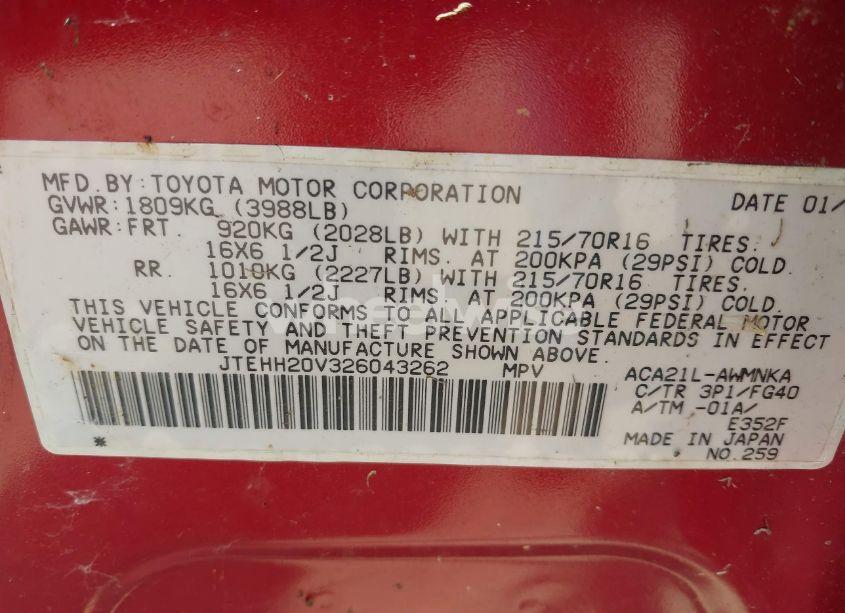 MFD. BY: TOYOTA MOTOR CORPORATION DATE 01/
GVWR: 1809KG (3988LB)
GAWR: FRT. 920KG (2028LB) WITH 215/70R16 TIRES.
16X6 1/2J RIMS. AT 200KPA (29PSI) COLD.
RR. 1010KG (2227LB) WITH 215/70R16 TIRES.
16X6 1/2J RIMS. AT 200KPA (29PSI) COLD.
THIS VEHICLE CONFORMS TO ALL APPLICABLE FEDERAL MOTOR
VEHICLE SAFETY AND THEFT PREVENTION STANDARDS IN EFFECT
ON THE DATE OF MANUFACTURE SHOWN ABOVE.
JTEHH20V326043262 MPV ACA21L-AWMNKA
C/TR 3P1/FG40
A/TM -01A/
E352F
MADE IN JAPAN
NO.259